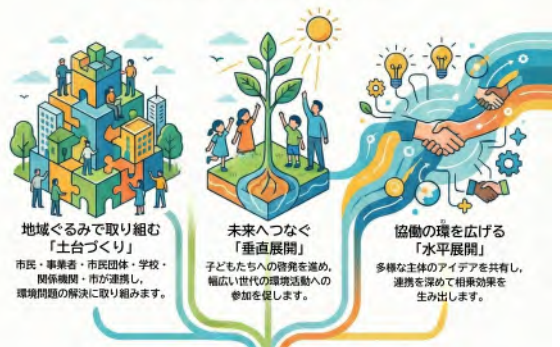 地域ぐるみで取り組む
「土台づくり」
市民・事業者・市民団体・学校・
関係機関・市が連携し、
環境問題の解決に取り組みます。
未来へつなぐ
「垂直展開」
子どもたちへの啓発を進め、
幅広い世代の環境活動への
参加を促します。
協働の環を広げる
「水平展開」
多様な主体のアイデアを共有し、
連携を深めて相乗効果を
生み出します。